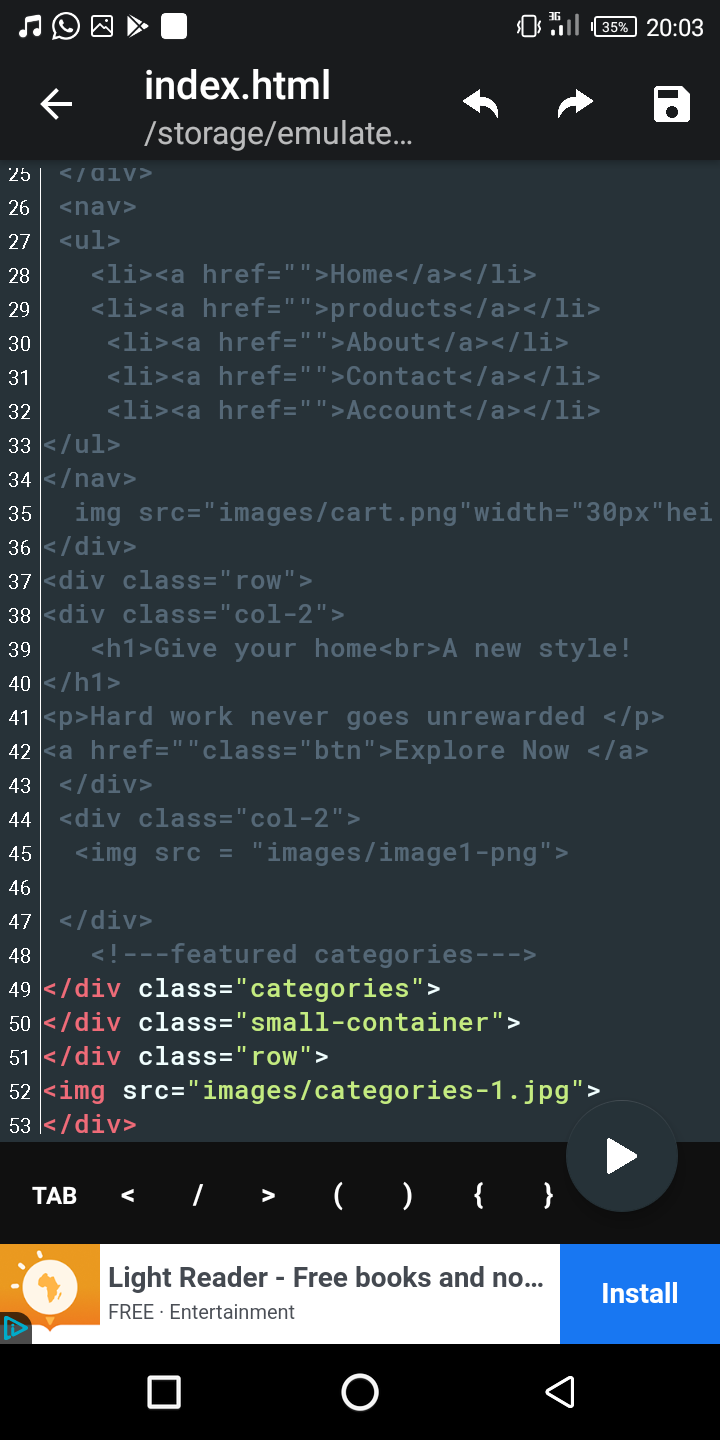 3G 35% 20:03
index.html
/storage/emulate...
25 </div>
26 <nav>
27 <ul>
28 <li><a href="">Home</a></li>
29 <li><a href="">products</a></li>
30 <li><a href="">About</a></li>
31 <li><a href="">Contact</a></li>
32 <li><a href="">Account</a></li>
33 </ul>
34 </nav>
35 img src="images/cart.png"width="30px"hei
36 </div>
37 <div class="row">
38 <div class="col-2">
39 <h1>Give your home<br>A new style!
40 </h1>
41 <p>Hard work never goes unrewarded </p>
42 <a href=""class="btn">Explore Now </a>
43 </div>
44 <div class="col-2">
45 <img src = "images/image1-png">
46
47 </div>
48 <!---featured categories--->
49 </div class="categories">
50 </div class="small-container">
51 </div class="row">
52 <img src="images/categories-1.jpg">
53 </div>
TAB < / > ( ) { }
Light Reader - Free books and no...
FREE · Entertainment
Install